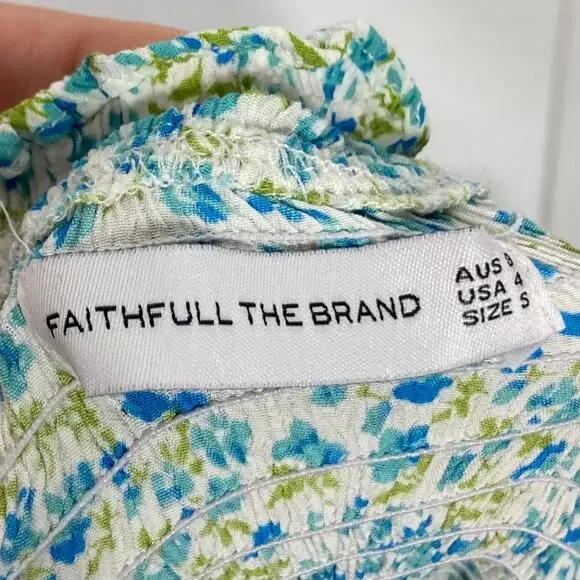 FAITHFULL THE BRAND
AUS 8
USA 4
SIZE S